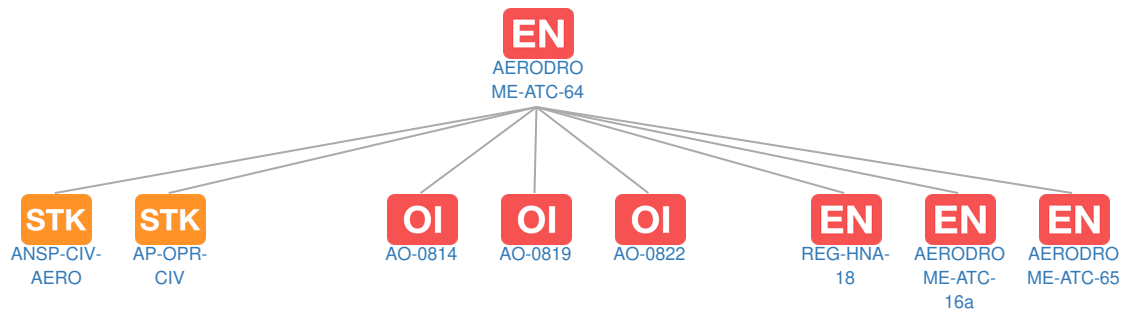 EN
AERODRO
ME-ATC-64
STK
ANSP-CIV-
AERO
STK
AP-OPR-
CIV
OI
AO-0814
OI
AO-0819
OI
AO-0822
EN
REG-HNA-
18
EN
AERODRO
ME-ATC-
16a
EN
AERODRO
ME-ATC-65